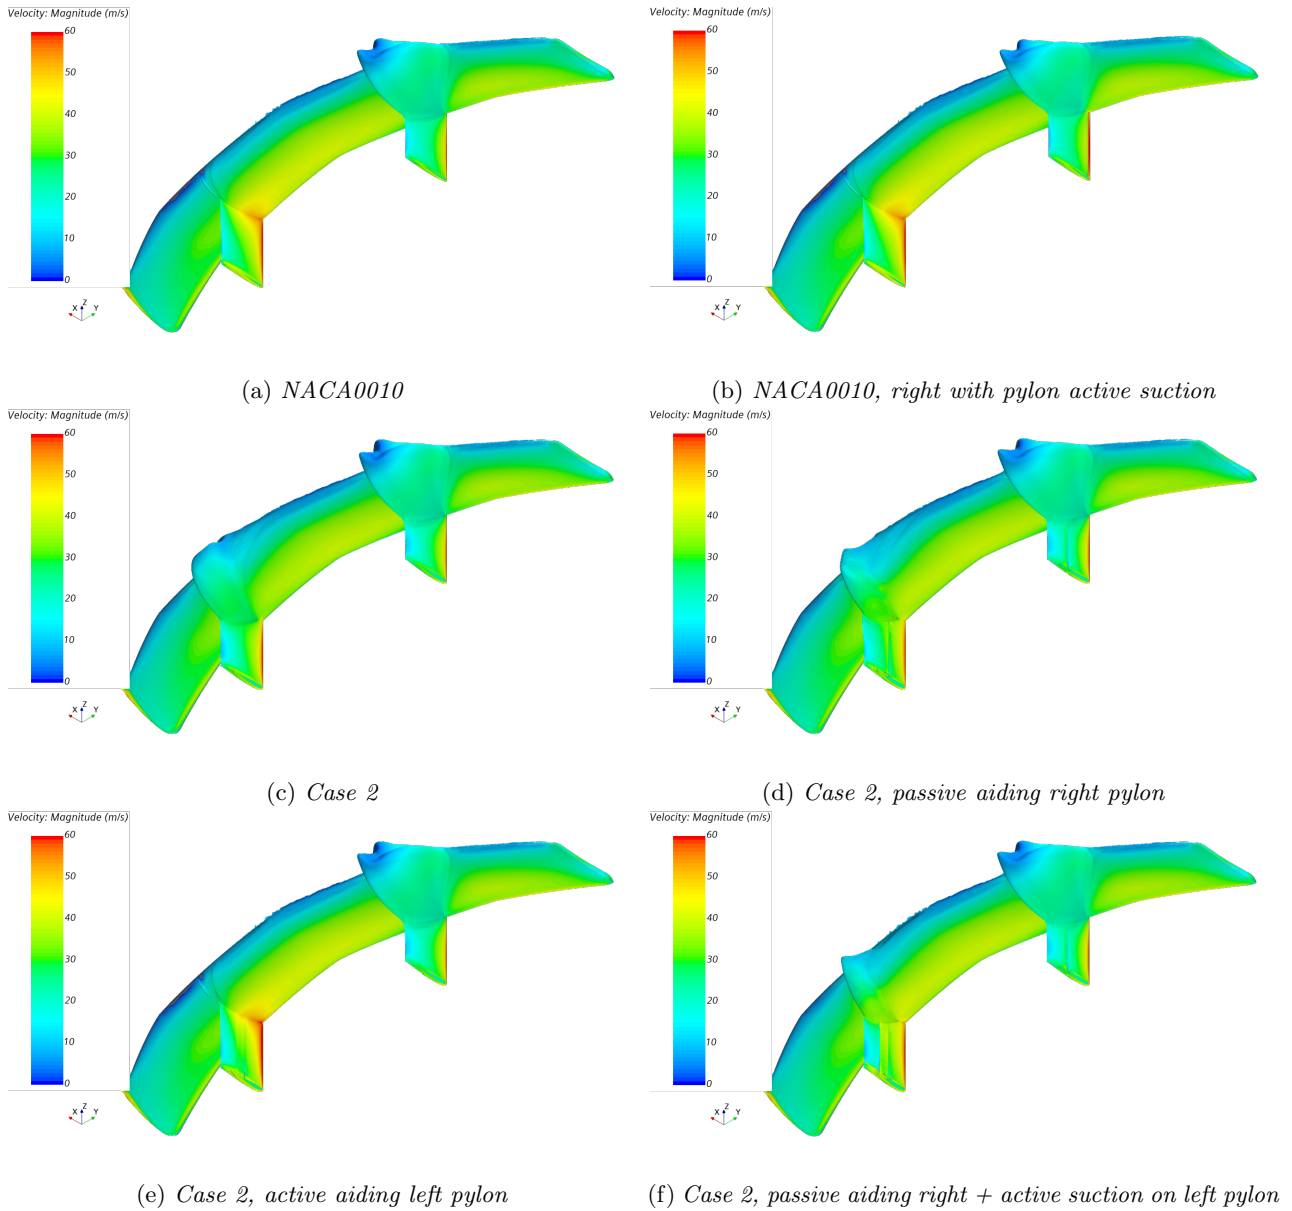 Velocity: Magnitude (m/s)
60
50
40
30
20
10
0
X Z Y
(a) NACA0010
Velocity: Magnitude (m/s)
60
50
40
30
20
10
0
X Z Y
(b) NACA0010, right with pylon active suction
Velocity: Magnitude (m/s)
60
50
40
30
20
10
0
X Z Y
(c) Case 2
Velocity: Magnitude (m/s)
60
50
40
30
20
10
0
X Z Y
(d) Case 2, passive aiding right pylon
Velocity: Magnitude (m/s)
60
50
40
30
20
10
0
X Z Y
(e) Case 2, active aiding left pylon
Velocity: Magnitude (m/s)
60
50
40
30
20
10
0
X Z Y
(f) Case 2, passive aiding right + active suction on left pylon